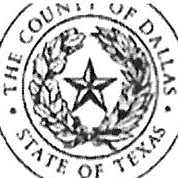 THE COUNTY OF DALLAS
STATE OF TEXAS